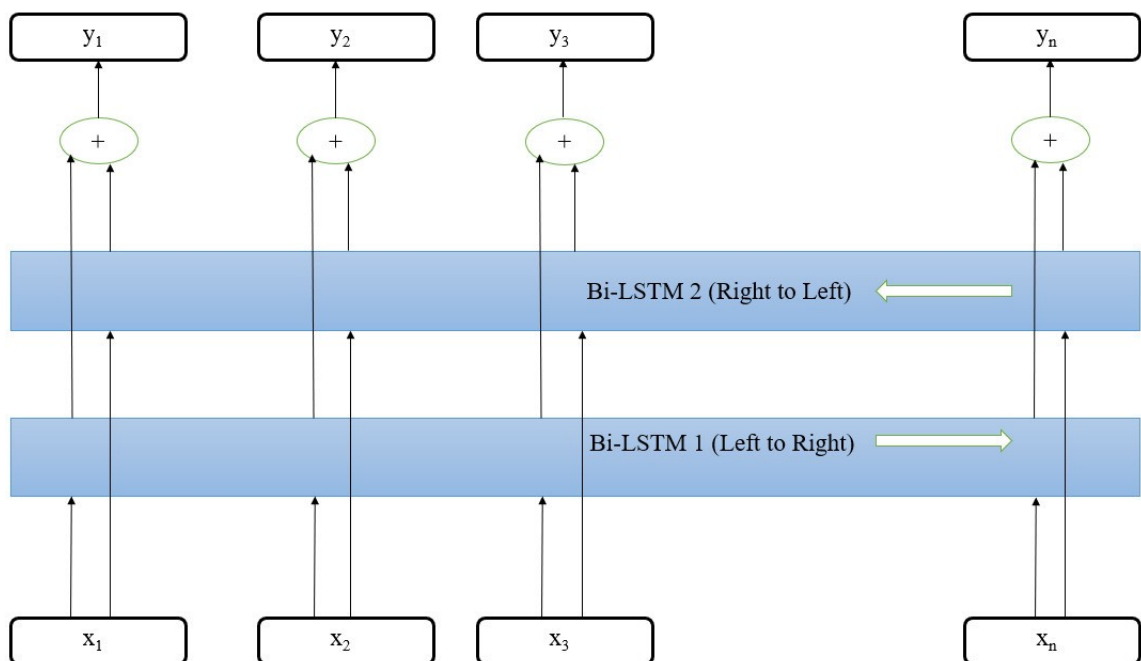 y₁ y₂ y₃ yₙ
+ + + +
Bi-LSTM 2 (Right to Left)
Bi-LSTM 1 (Left to Right)
x₁ x₂ x₃ xₙ